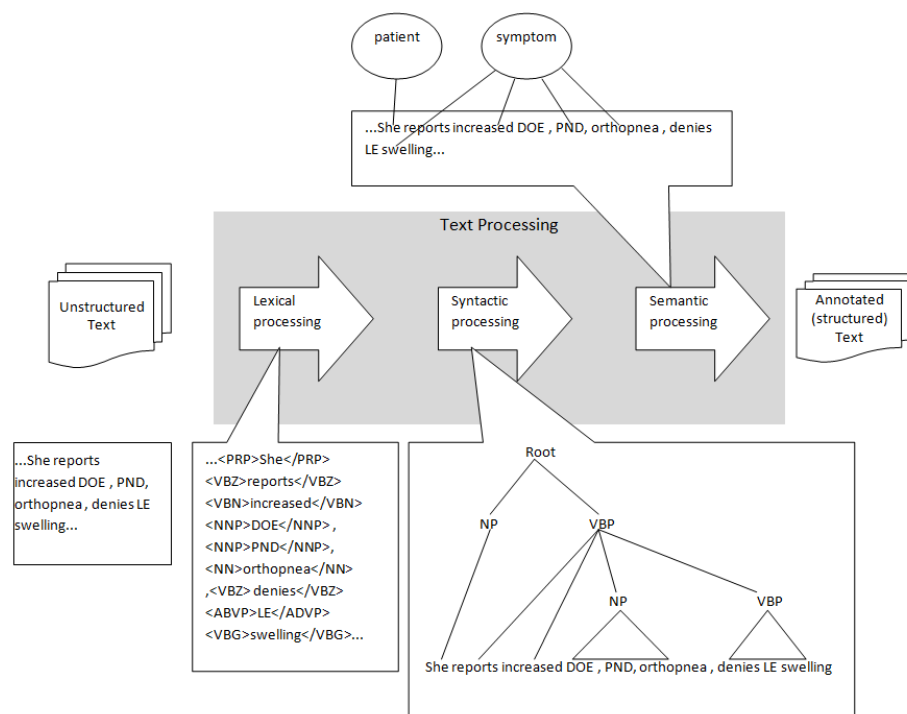 patient
symptom
...She reports increased DOE , PND, orthopnea , denies
LE swelling...
Text Processing
Unstructured
Text
Lexical
processing
Syntactic
processing
Semantic
processing
Annotated
(structured)
Text
...She reports
increased DOE , PND,
orthopnea , denies LE
swelling...
...<PRP>She</PRP>
<VBZ>reports</VBZ>
<VBN>increased</VBN>
<NNP>DOE</NNP> ,
<NNP>PND</NNP>,
<NN>orthopnea</NN>
,<VBZ> denies</VBZ>
<ABVP>LE</ADVP>
<VBG>swelling</VBG>...
Root
NP
VBP
NP
VBP
She reports increased DOE , PND, orthopnea , denies LE swelling